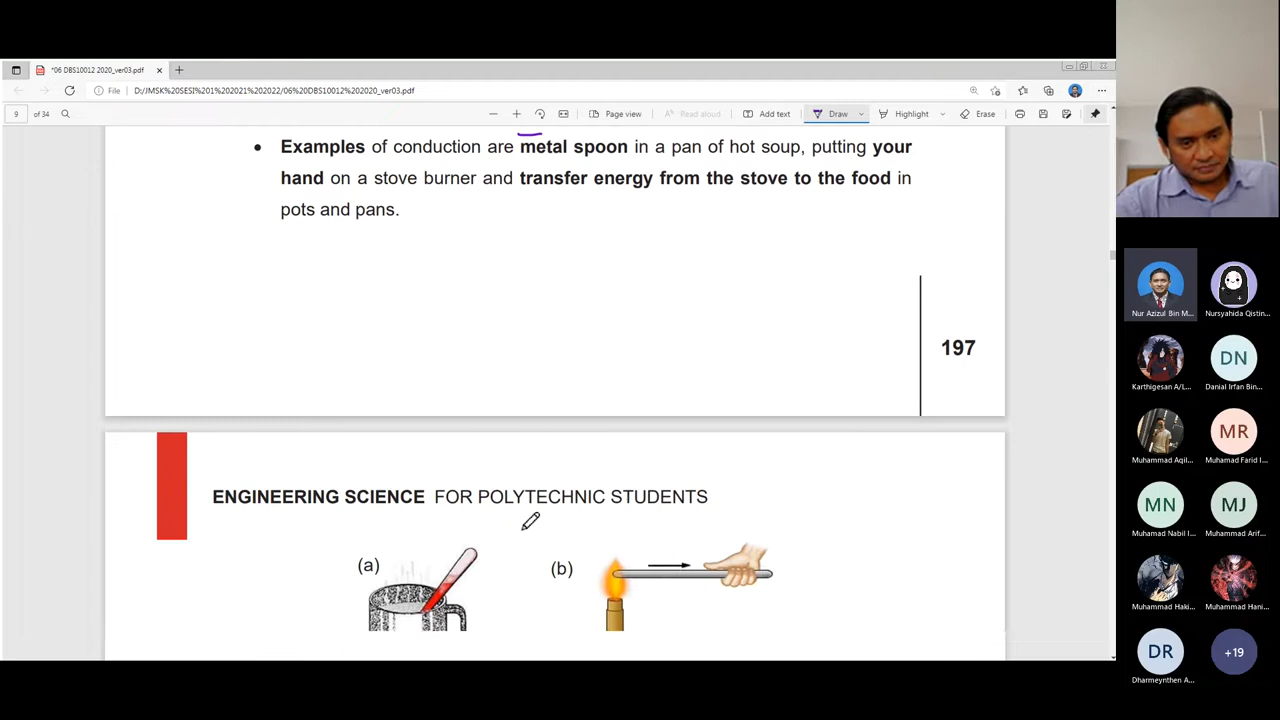 *06 DBS10012 2020_ver03.pdf
File D:/JMSK%20SESI%201%202021%202022/06%20DBS10012%202020_ver03.pdf
9 of 34 Page view Read aloud Add text Draw Highlight Erase
• Examples of conduction are metal spoon in a pan of hot soup, putting your
hand on a stove burner and transfer energy from the stove to the food in
pots and pans.
197
ENGINEERING SCIENCE FOR POLYTECHNIC STUDENTS
(a) (b)
Nur Azizul Bin M... Nursyahida Qistin...
DN
Karthigesan A/L... Danial Irfan Bin...
MR
Muhammad Aqil... Muhamad Farid I...
MN MJ
Muhamad Nabil I... Muhammad Arif...
Muhammad Haki... Muhammad Hani...
DR +19
Dharmeynthen A...